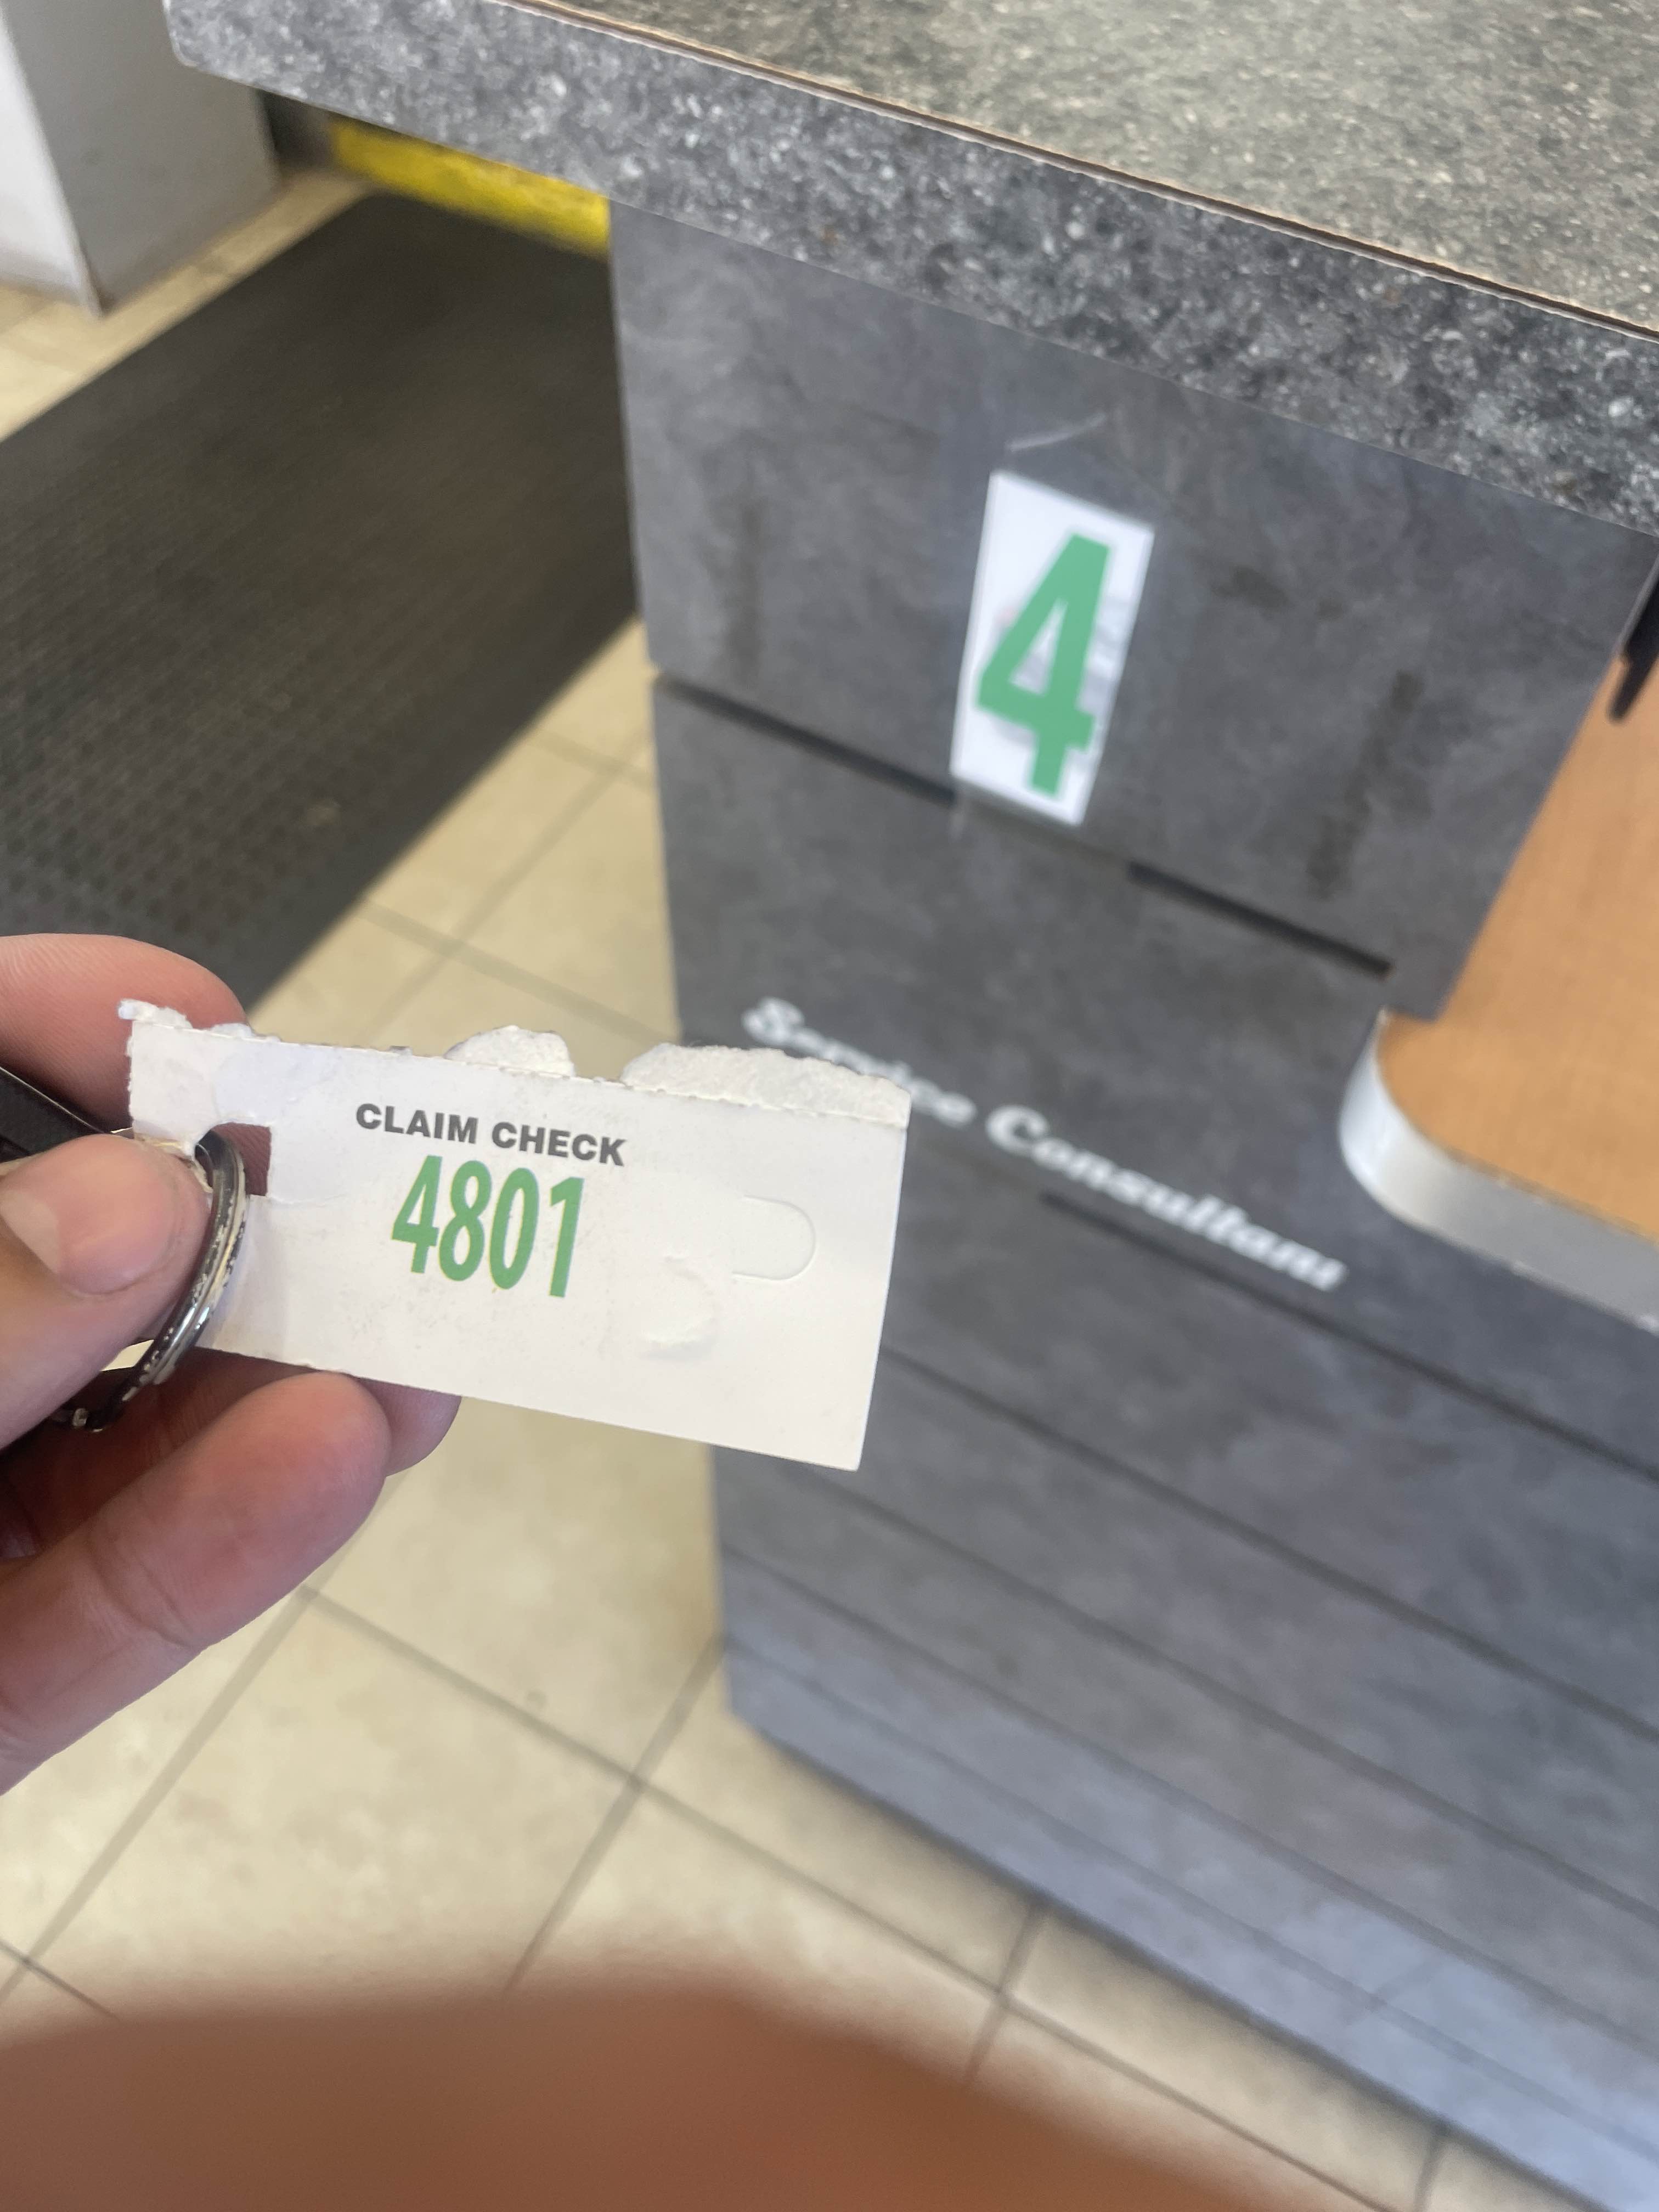 4
Service Consultant
CLAIM CHECK
4801